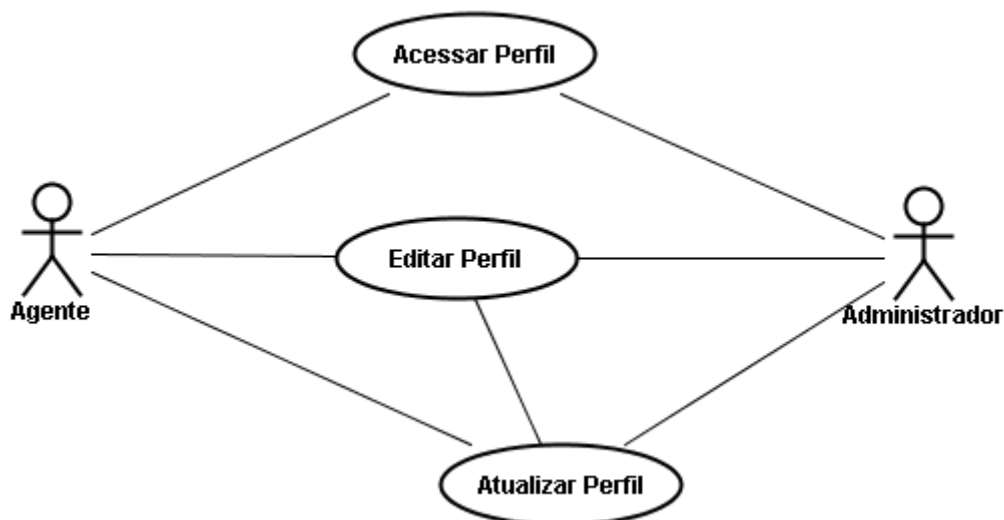 Acessar Perfil
Editar Perfil
Agente
Administrador
Atualizar Perfil